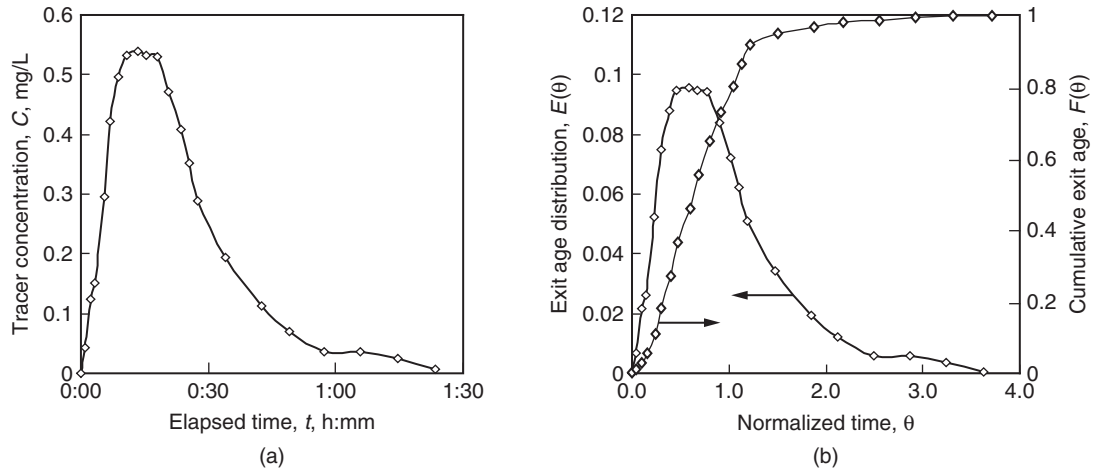 0.6
0.5
0.4
0.3
0.2
0.1
0
Tracer concentration, C, mg/L
0:00 0:30 1:00 1:30
Elapsed time, t, h:mm
(a)
0.12
0.1
0.08
0.06
0.04
0.02
0
Exit age distribution, E(θ)
1
0.8
0.6
0.4
0.2
0
Cumulative exit age, F(θ)
0.0 1.0 2.0 3.0 4.0
Normalized time, θ
(b)